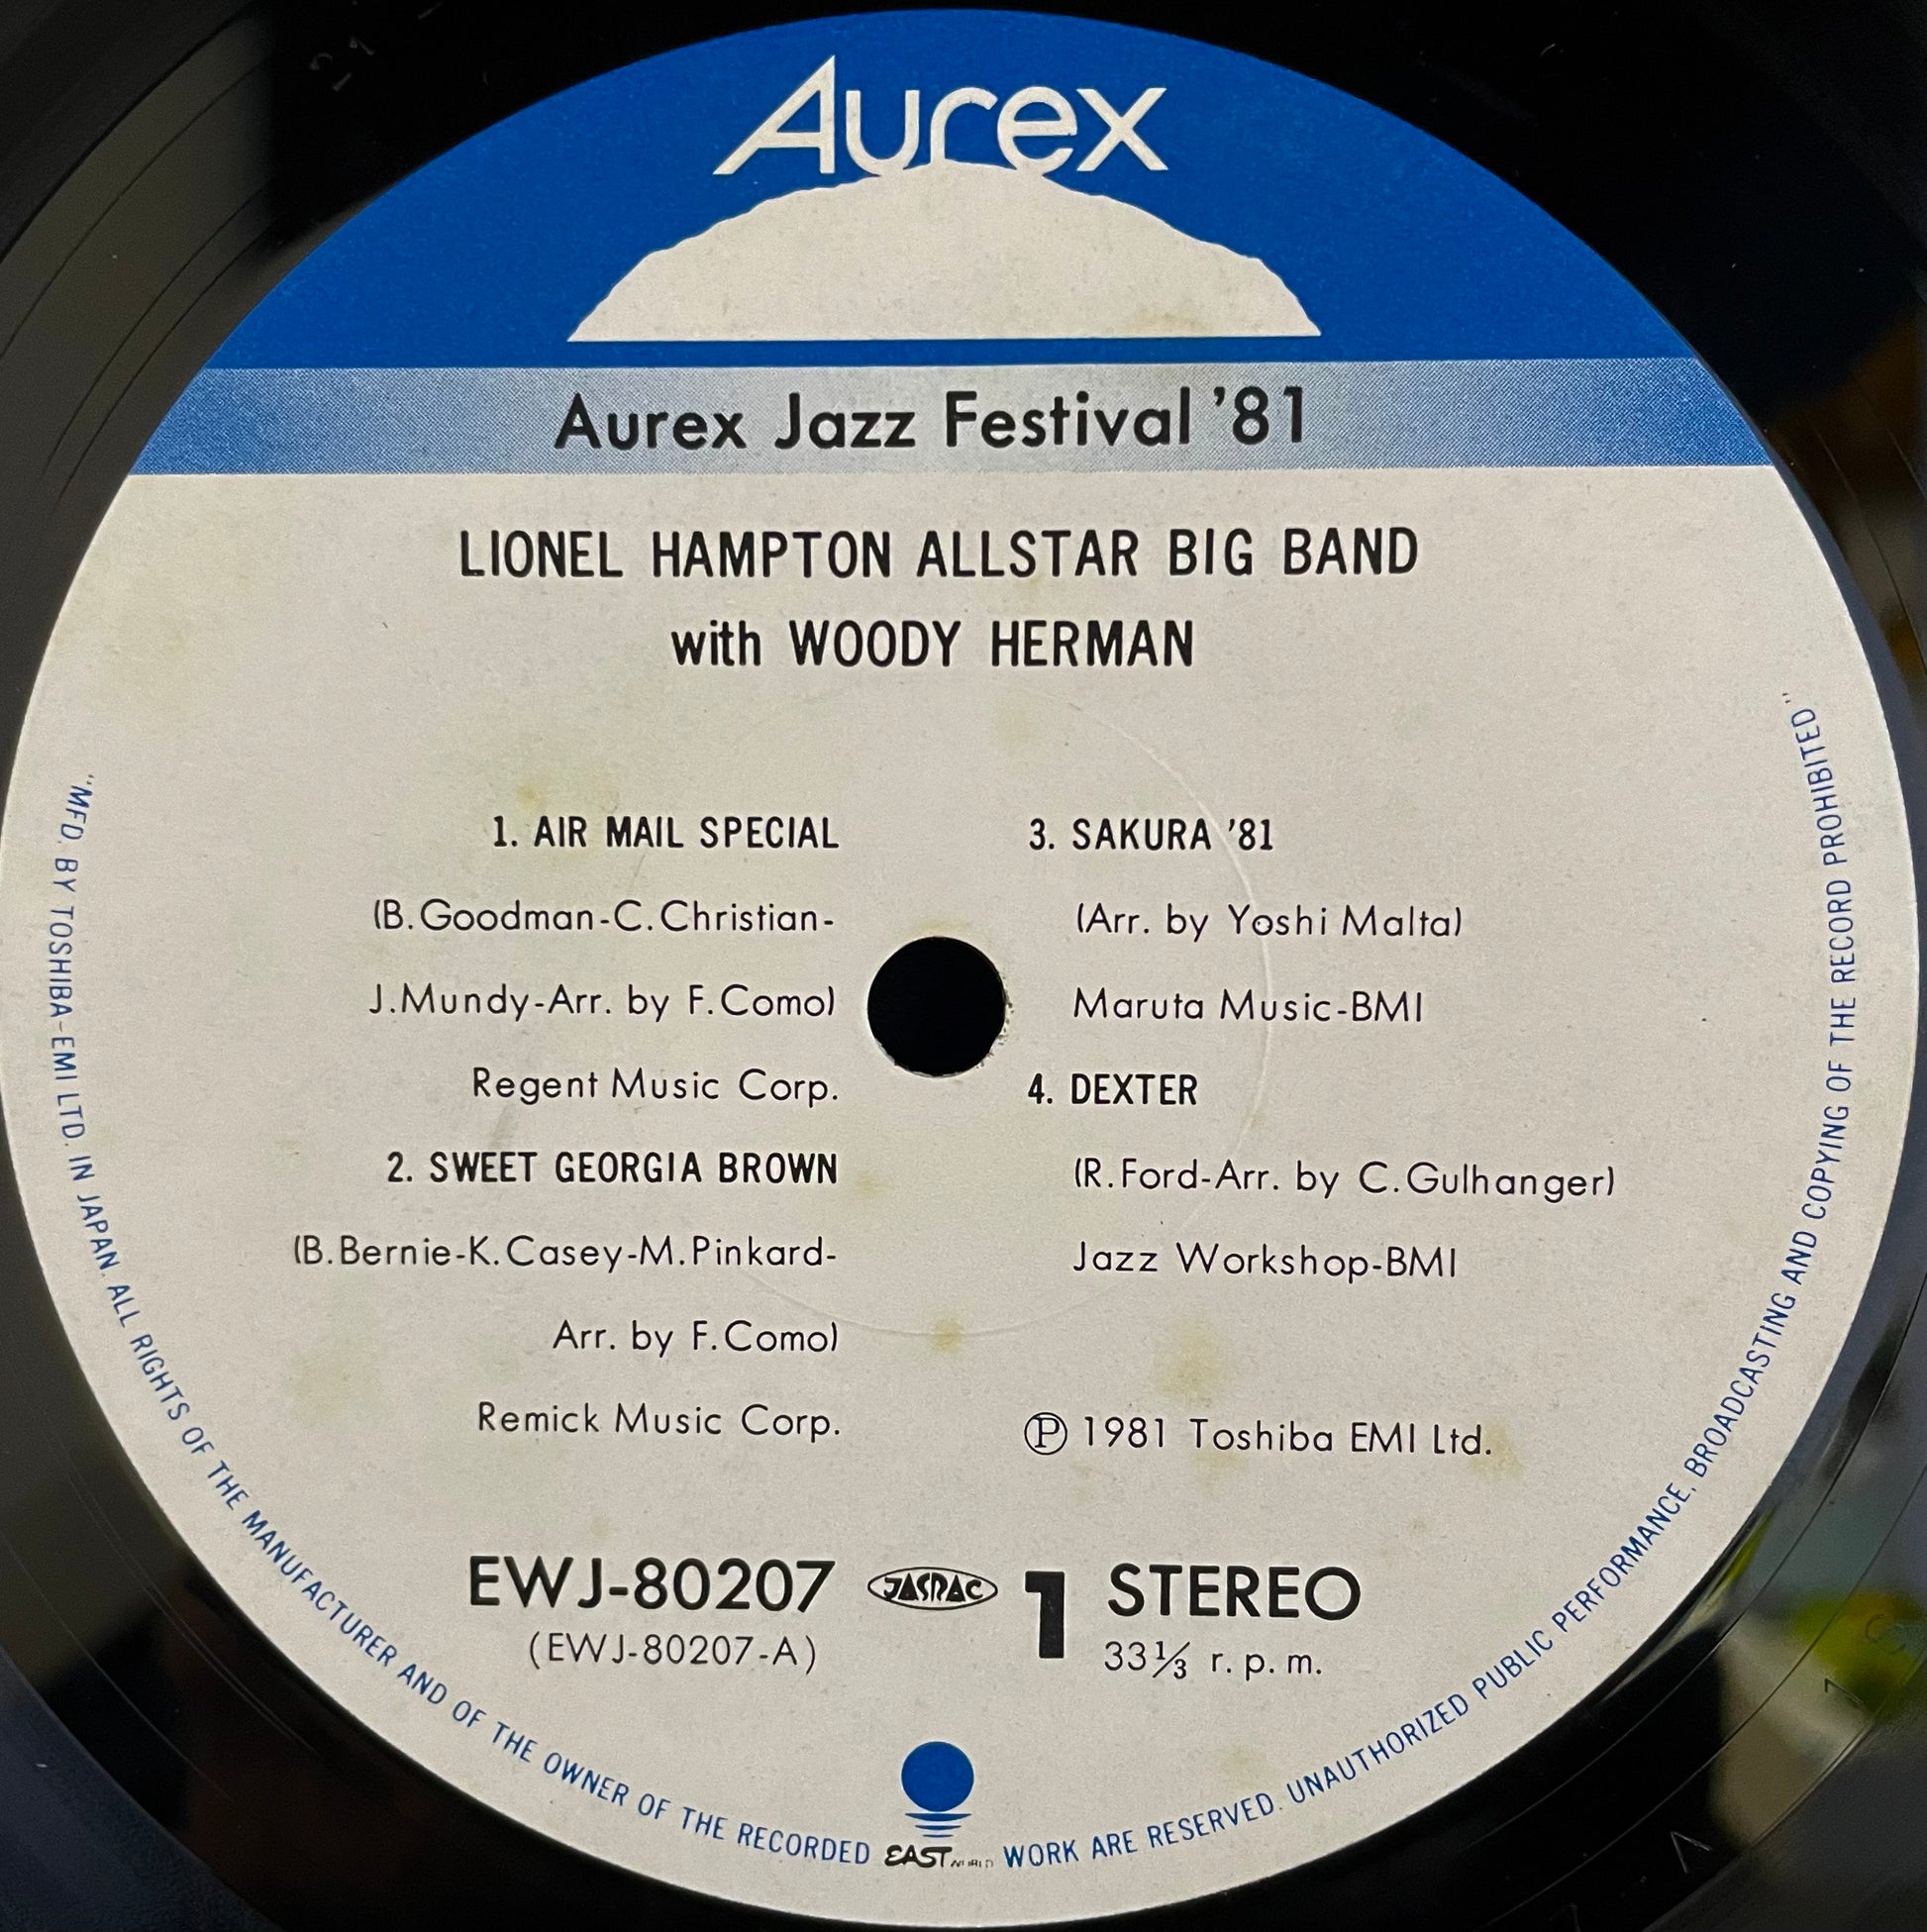 Aurex
Aurex Jazz Festival '81
LIONEL HAMPTON ALLSTAR BIG BAND
with WOODY HERMAN
1. AIR MAIL SPECIAL
(B.Goodman-C.Christian-
J.Mundy-Arr. by F.Como)
Regent Music Corp.
2. SWEET GEORGIA BROWN
(B.Bernie-K.Casey-M.Pinkard-
Arr. by F.Como)
Remick Music Corp.
3. SAKURA '81
(Arr. by Yoshi Malta)
Maruta Music-BMI
4. DEXTER
(R.Ford-Arr. by C.Gulhanger)
Jazz Workshop-BMI
Ⓟ 1981 Toshiba EMI Ltd.
EWJ-80207
(EWJ-80207-A)
JASRAC
1
STEREO
33⅓ r.p.m.
"MFD. BY TOSHIBA-EMI LTD. IN JAPAN. ALL RIGHTS OF THE MANUFACTURER AND OF THE OWNER OF THE RECORDED WORK ARE RESERVED. UNAUTHORIZED PUBLIC PERFORMANCE, BROADCASTING AND COPYING OF THE RECORD PROHIBITED"
EAST WORLD